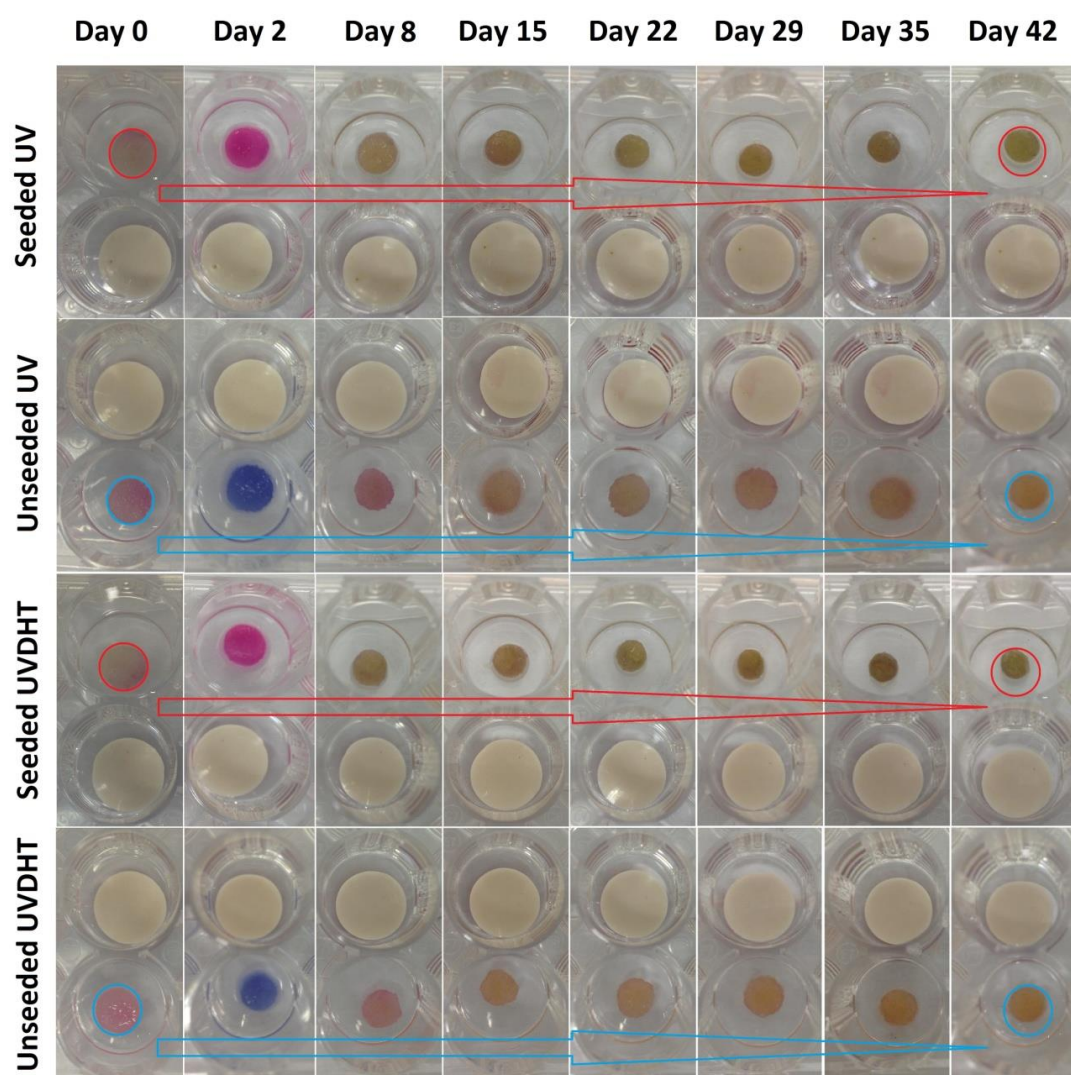 Day 0 Day 2 Day 8 Day 15 Day 22 Day 29 Day 35 Day 42
Seeded UV
Unseeded UV
Seeded UVDHT
Unseeded UVDHT